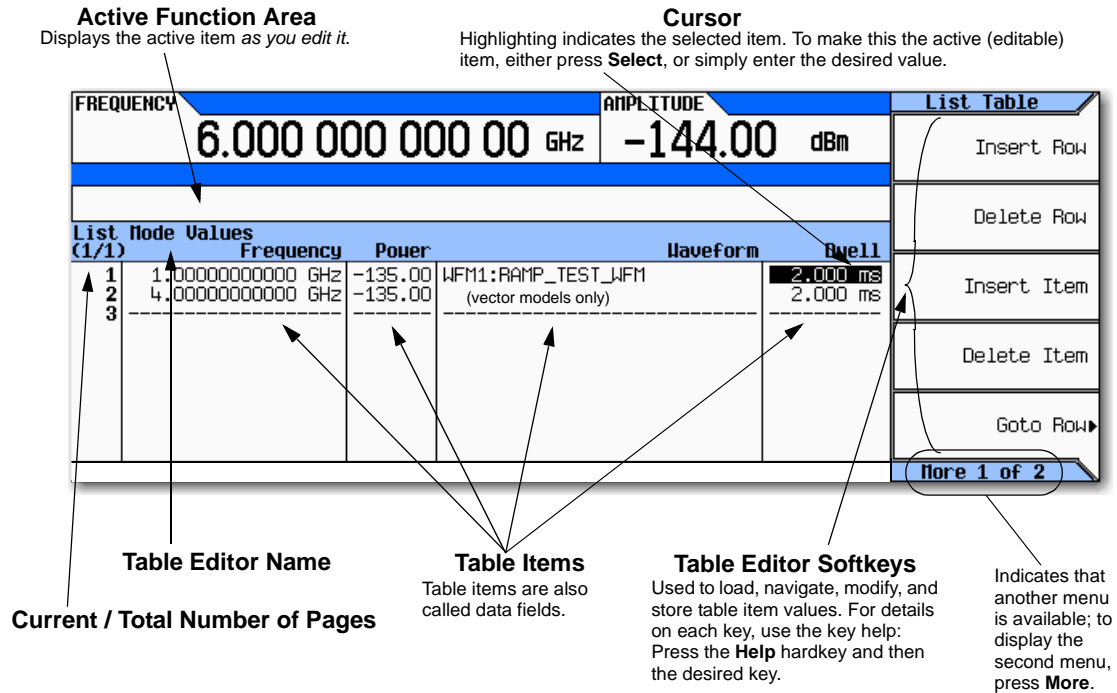 Active Function Area
Displays the active item as you edit it.
Cursor
Highlighting indicates the selected item. To make this the active (editable)
item, either press Select, or simply enter the desired value.
FREQUENCY
6.000 000 000 00 GHz
AMPLITUDE
-144.00 dBm
List Mode Values
(1/1) Frequency Power Waveform Dwell
1 1.00000000000 GHz -135.00 WFM1:RAMP_TEST_WFM 2.000 ms
2 4.00000000000 GHz -135.00 (vector models only) 2.000 ms
3 -------------------- ------- ------------------------------ ----------
List Table
Insert Row
Delete Row
Insert Item
Delete Item
Goto Row
More 1 of 2
Table Editor Name
Current / Total Number of Pages
Table Items
Table items are also
called data fields.
Table Editor Softkeys
Used to load, navigate, modify, and
store table item values. For details
on each key, use the key help:
Press the Help hardkey and then
the desired key.
Indicates that
another menu
is available; to
display the
second menu,
press More.